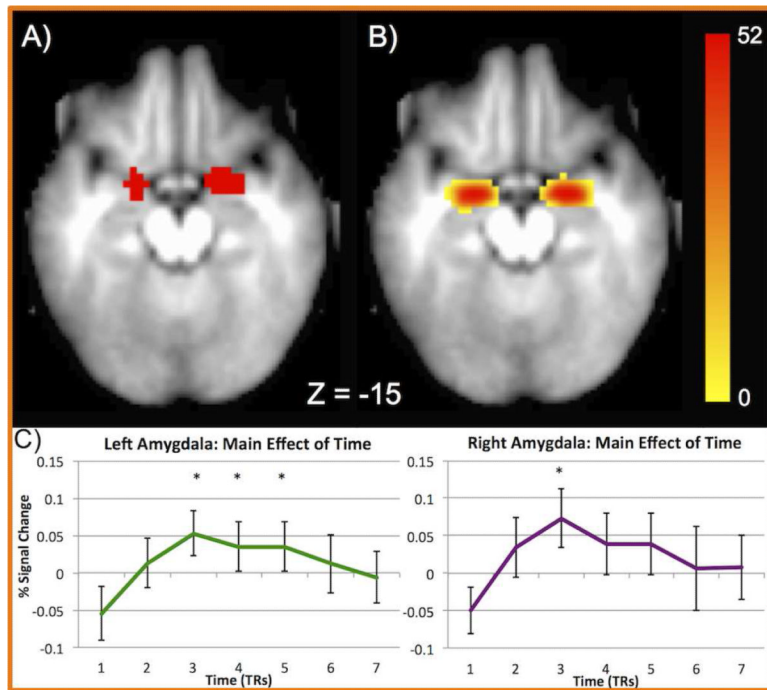 A)
B)
52
0
Z = -15
C)
Left Amygdala: Main Effect of Time
% Signal Change
0.15
*
*
*
0.1
0.05
0
-0.05
-0.1
1 2 3 4 5 6 7
Time (TRs)
Right Amygdala: Main Effect of Time
0.15
*
0.1
0.05
0
-0.05
-0.1
1 2 3 4 5 6 7
Time (TRs)